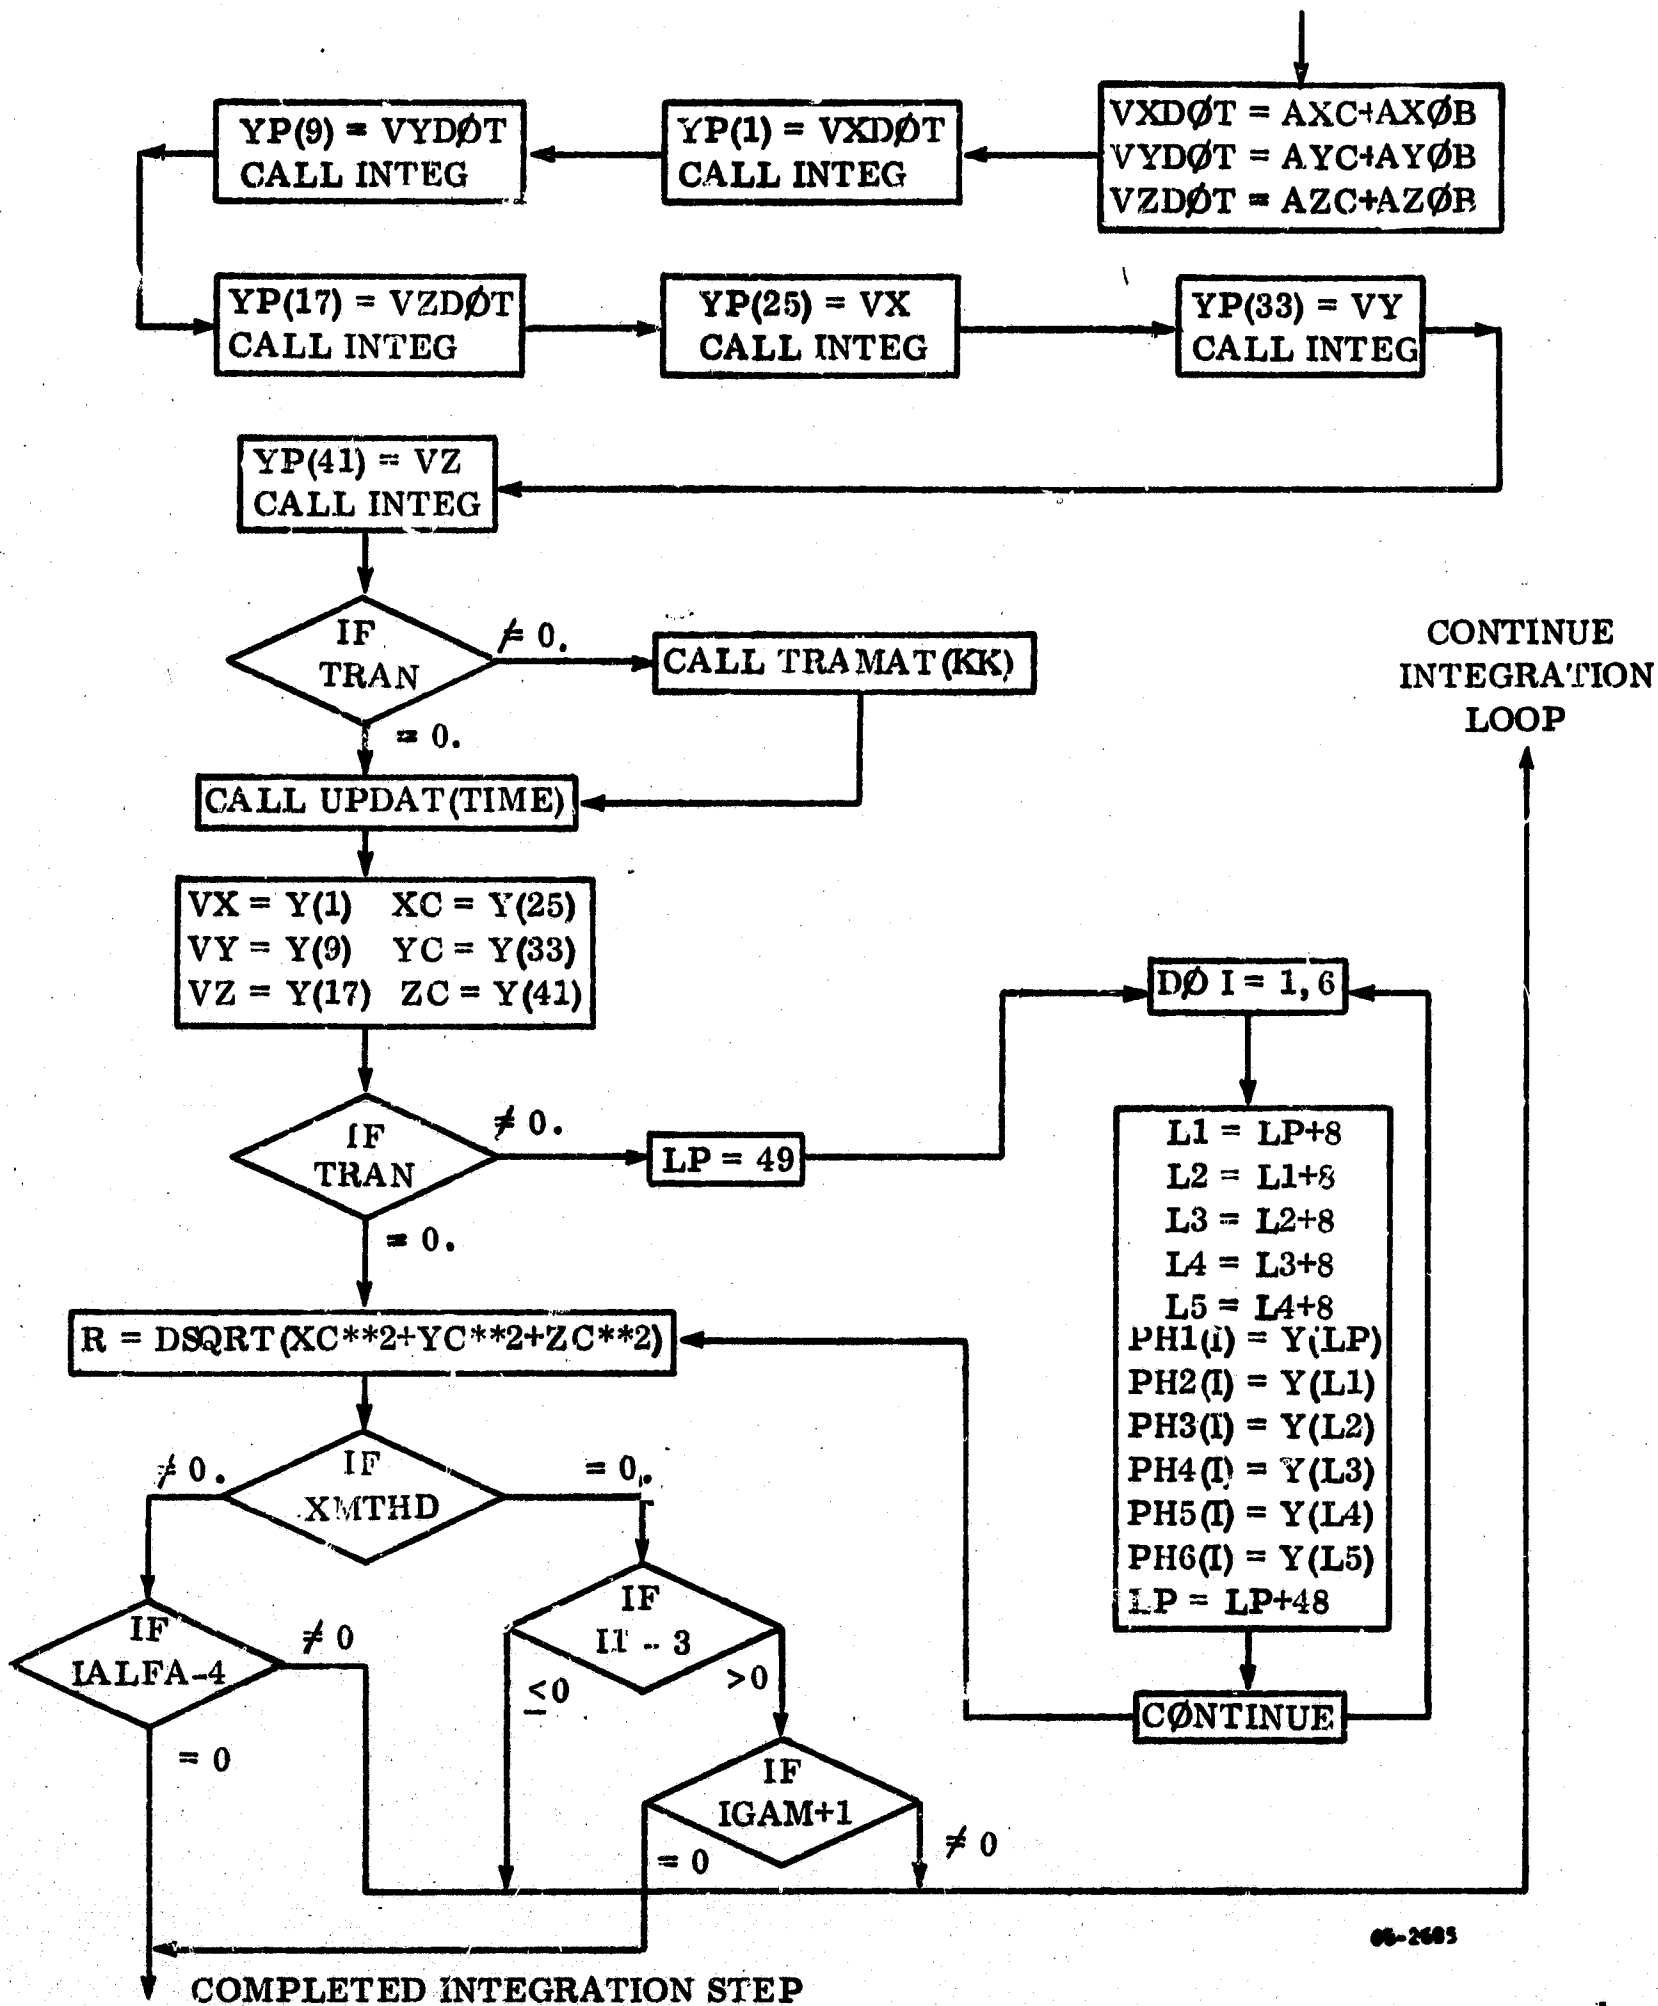 VXDØT = AXC+AXØB
VYDØT = AYC+AYØB
VZDØT = AZC+AZØB
YP(1) = VXDØT
CALL INTEG
YP(9) = VYDØT
CALL INTEG
YP(17) = VZDØT
CALL INTEG
YP(25) = VX
CALL INTEG
YP(33) = VY
CALL INTEG
YP(41) = VZ
CALL INTEG
IF
TRAN
≠ 0.
= 0.
CALL TRAMAT(KK)
CALL UPDAT(TIME)
VX = Y(1) XC = Y(25)
VY = Y(9) YC = Y(33)
VZ = Y(17) ZC = Y(41)
IF
TRAN
≠ 0.
= 0.
LP = 49
DØ I = 1, 6
L1 = LP+8
L2 = L1+8
L3 = L2+8
L4 = L3+8
L5 = L4+8
PH1(I) = Y(LP)
PH2(I) = Y(L1)
PH3(I) = Y(L2)
PH4(I) = Y(L3)
PH5(I) = Y(L4)
PH6(I) = Y(L5)
LP = LP+48
CØNTINUE
R = DSQRT(XC**2+YC**2+ZC**2)
IF
XMTHD
≠ 0.
= 0.
IF
IALFA-4
≠ 0
= 0
IF
- 3
≤0
>0
IF
IGAM+1
= 0
≠ 0
CONTINUE
INTEGRATION
LOOP
COMPLETED INTEGRATION STEP